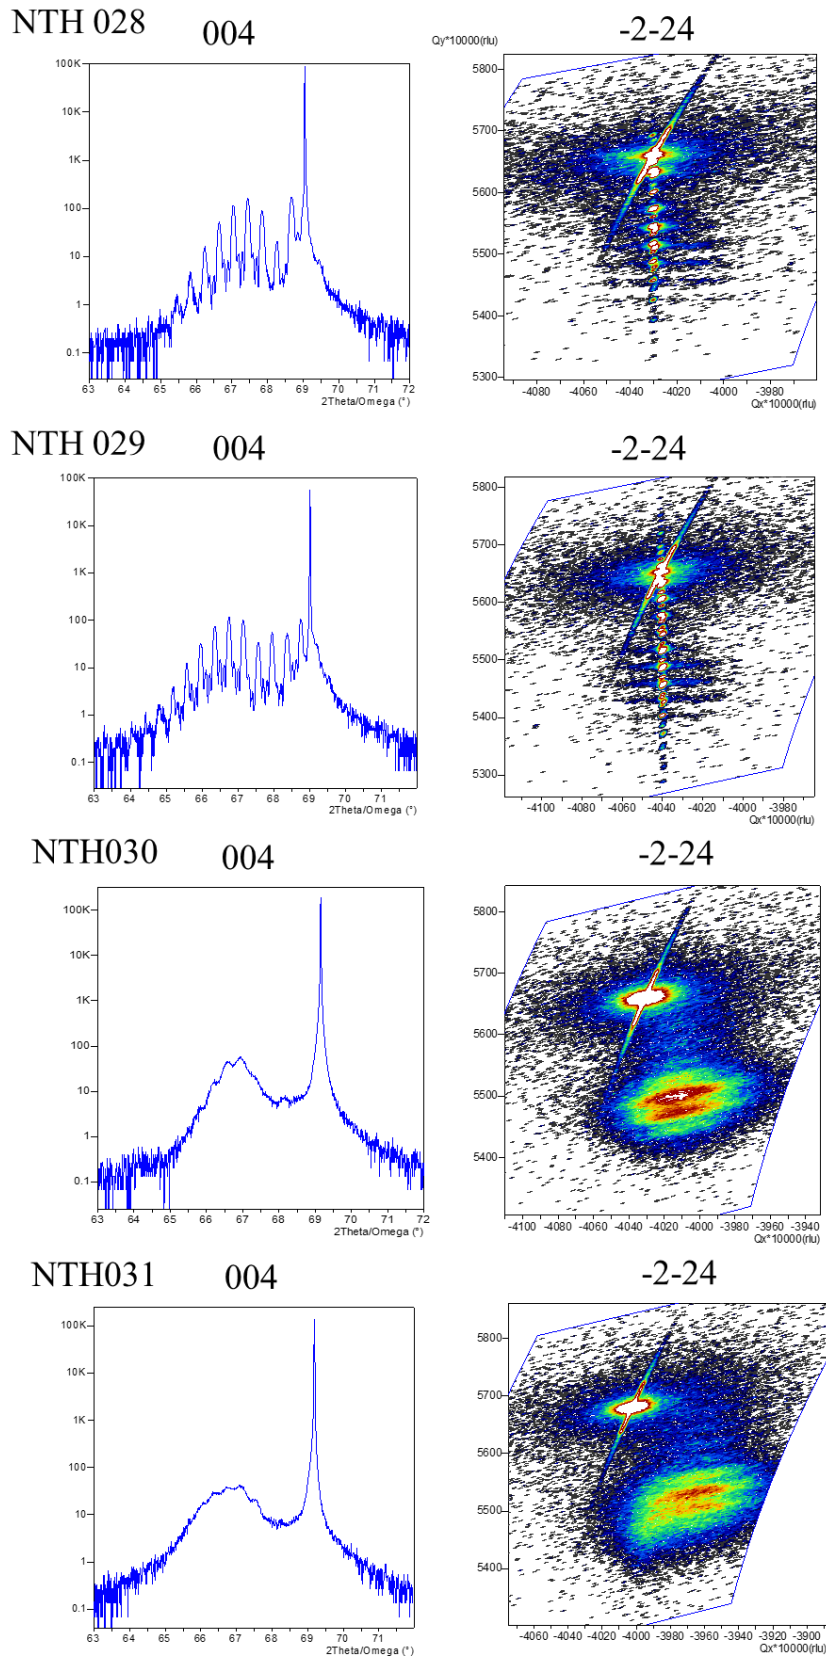 NTH 028 004 -2-24
Qy*10000(rlu)
100K
10K
1K
100
10
1
0.1
63 64 65 66 67 68 69 70 71 72
2Theta/Omega (°)
5800
5700
5600
5500
5400
5300
-4080 -4060 -4040 -4020 -4000 -3980
Qx*10000(rlu)
NTH 029 004 -2-24
100K
10K
1K
100
10
1
0.1
63 64 65 66 67 68 69 70 71
2Theta/Omega (°)
5800
5700
5600
5500
5400
5300
-4100 -4080 -4060 -4040 -4020 -4000 -3980
Qx*10000(rlu)
NTH030 004 -2-24
100K
10K
1K
100
10
1
0.1
63 64 65 66 67 68 69 70 71 72
2Theta/Omega (°)
5800
5700
5600
5500
5400
-4100 -4080 -4060 -4040 -4020 -4000 -3980 -3960 -3940
Qx*10000(rlu)
NTH031 004 -2-24
100K
10K
1K
100
10
1
0.1
63 64 65 66 67 68 69 70 71
2Theta/Omega (°)
5800
5700
5600
5500
5400
-4060 -4040 -4020 -4000 -3980 -3960 -3940 -3920 -3900
Qx*10000(rlu)